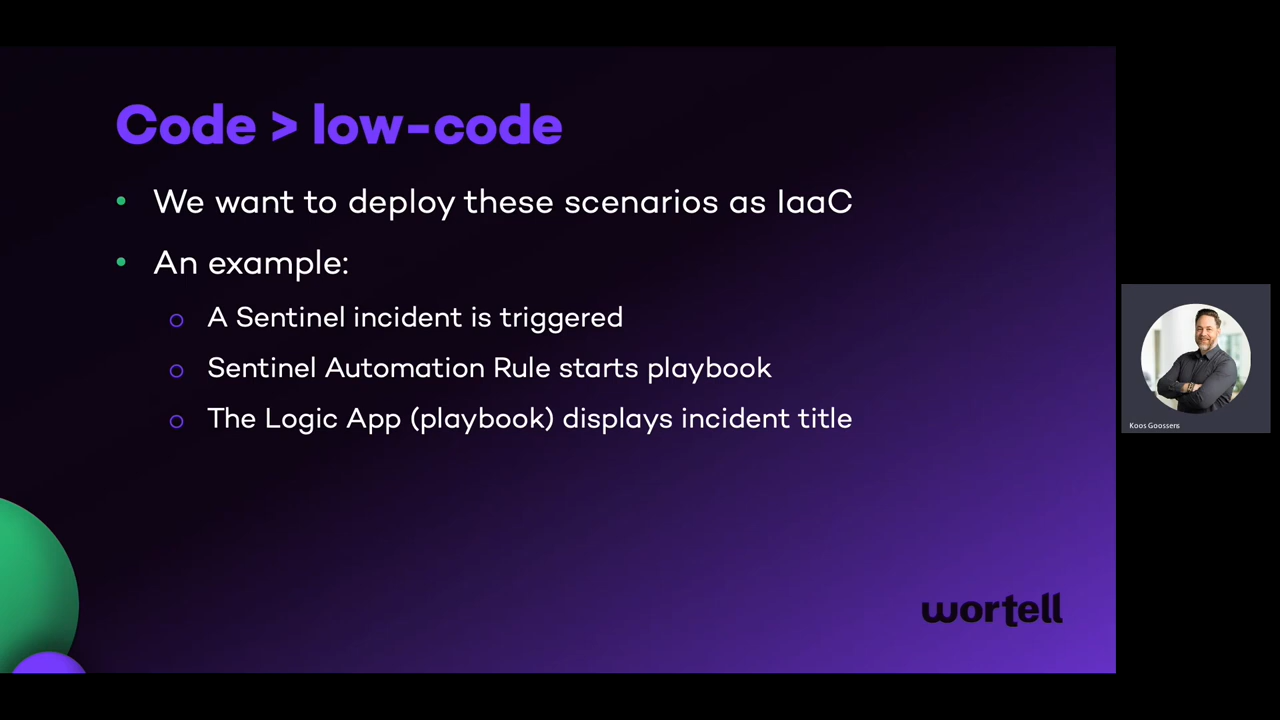 Code > low-code
• We want to deploy these scenarios as IaaC
• An example:
o A Sentinel incident is triggered
o Sentinel Automation Rule starts playbook
o The Logic App (playbook) displays incident title
wortell
Koos Goossens